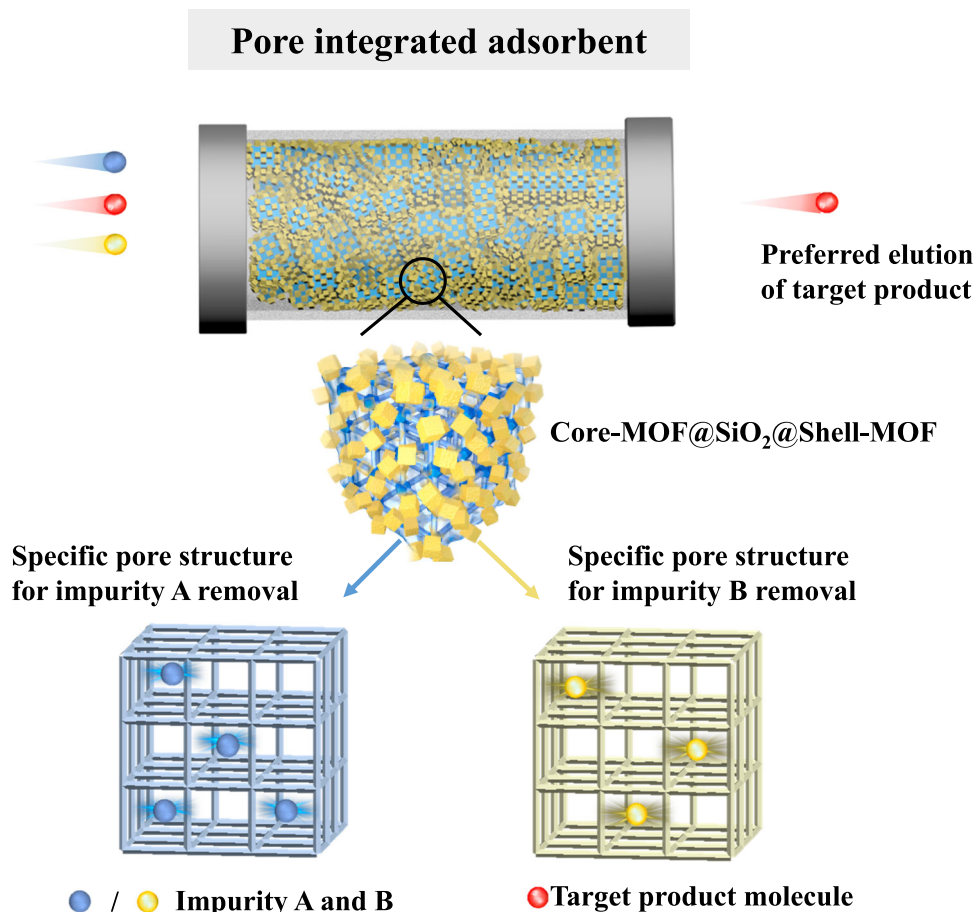 Pore integrated adsorbent
Preferred elution
of target product
Core-MOF@SiO₂@Shell-MOF
Specific pore structure
for impurity A removal
Specific pore structure
for impurity B removal
/ Impurity A and B
Target product molecule